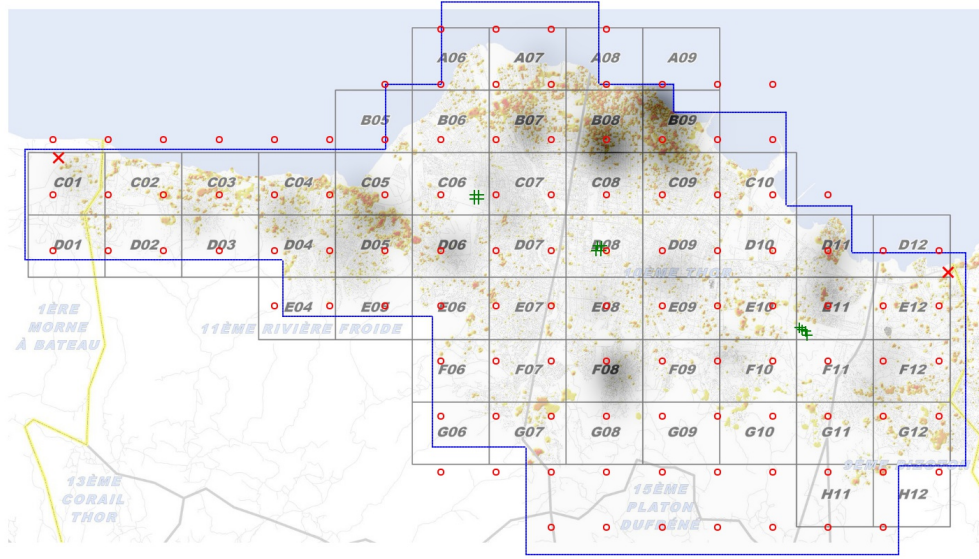 A06 A07 A08 A09
B05 B06 B07 B08 B09
C01 C02 C03 C04 C05 C06 C07 C08 C09 C10
D01 D02 D03 D04 D05 D06 D07 D08 D09 D10 D11 D12
THOR
E04 E05 E06 E07 E08 E09 E10 E11 E12
1ÈRE
MORNE
À BATEAU
11ÈME RIVIÈRE FROIDE
F06 F07 F08 F09 F10 F11 F12
G06 G07 G08 G09 G10 G11 G12
13ÈME
CORAIL
THOR
15ÈME
PLATON
DUFRÉNÉ
H11 H12